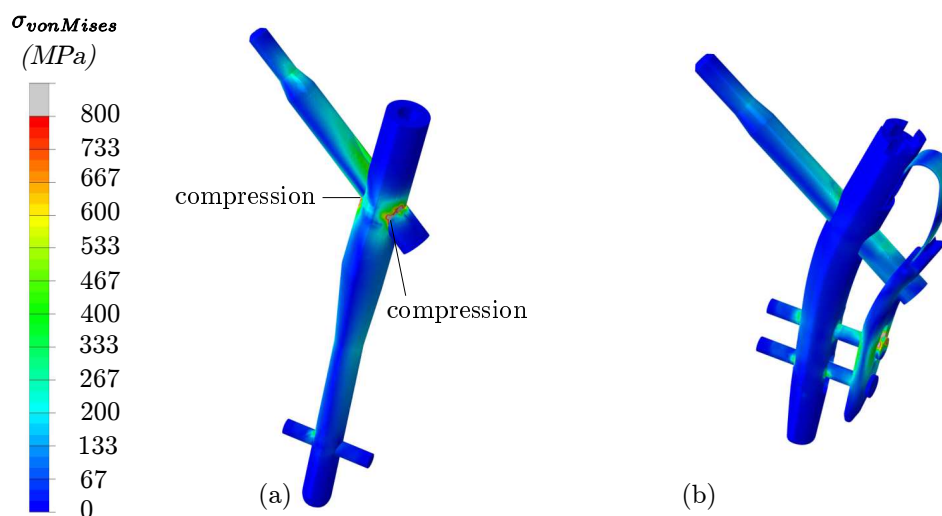 σvonMises
(MPa)
800
733
667
600
533
467
400
333
267
200
133
67
0
compression
compression
(a)
(b)